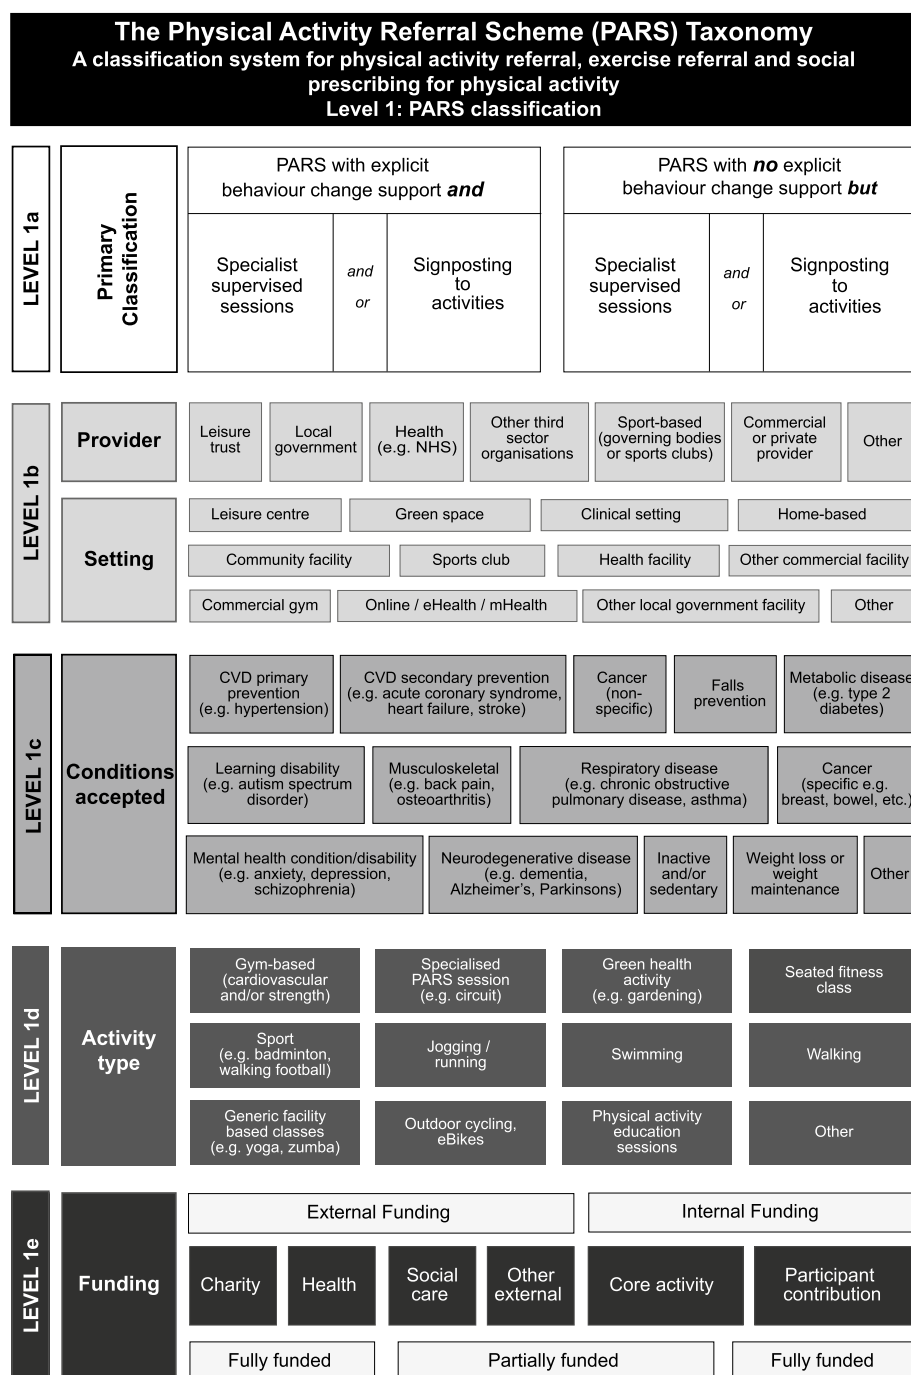 The Physical Activity Referral Scheme (PARS) Taxonomy
A classification system for physical activity referral, exercise referral and social
prescribing for physical activity
Level 1: PARS classification
LEVEL 1a
Primary
Classification
PARS with explicit
behaviour change support and
Specialist
supervised
sessions
and
or
Signposting
to
activities
PARS with no explicit
behaviour change support but
Specialist
supervised
sessions
and
or
Signposting
to
activities
LEVEL 1b
Provider
Leisure
trust
Local
government
Health
(e.g. NHS)
Other third
sector
organisations
Sport-based
(governing bodies
or sports clubs)
Commercial
or private
provider
Other
Setting
Leisure centre
Green space
Clinical setting
Home-based
Community facility
Sports club
Health facility
Other commercial facility
Commercial gym
Online / eHealth / mHealth
Other local government facility
Other
LEVEL 1c
Conditions
accepted
CVD primary
prevention
(e.g. hypertension)
CVD secondary prevention
(e.g. acute coronary syndrome,
heart failure, stroke)
Cancer
(non-
specific)
Falls
prevention
Metabolic disease
(e.g. type 2
diabetes)
Learning disability
(e.g. autism spectrum
disorder)
Musculoskeletal
(e.g. back pain,
osteoarthritis)
Respiratory disease
(e.g. chronic obstructive
pulmonary disease, asthma)
Cancer
(specific e.g.
breast, bowel, etc.)
Mental health condition/disability
(e.g. anxiety, depression,
schizophrenia)
Neurodegenerative disease
(e.g. dementia,
Alzheimer's, Parkinsons)
Inactive
and/or
sedentary
Weight loss or
weight
maintenance
Other
LEVEL 1d
Activity
type
Gym-based
(cardiovascular
and/or strength)
Specialised
PARS session
(e.g. circuit)
Green health
activity
(e.g. gardening)
Seated fitness
class
Sport
(e.g. badminton,
walking football)
Jogging /
running
Swimming
Walking
Generic facility
based classes
(e.g. yoga, zumba)
Outdoor cycling,
eBikes
Physical activity
education
sessions
Other
LEVEL 1e
Funding
External Funding
Internal Funding
Charity
Health
Social
care
Other
external
Core activity
Participant
contribution
Fully funded
Partially funded
Fully funded